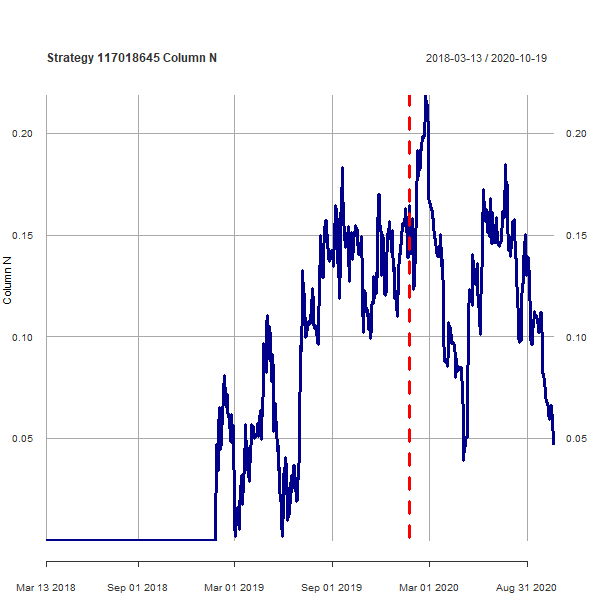 Strategy 117018645 Column N
2018-03-13 / 2020-10-19
0.20
0.20
0.15
0.15
Column N
0.10
0.10
0.05
0.05
Mar 13 2018
Sep 01 2018
Mar 01 2019
Sep 01 2019
Mar 01 2020
Aug 31 2020